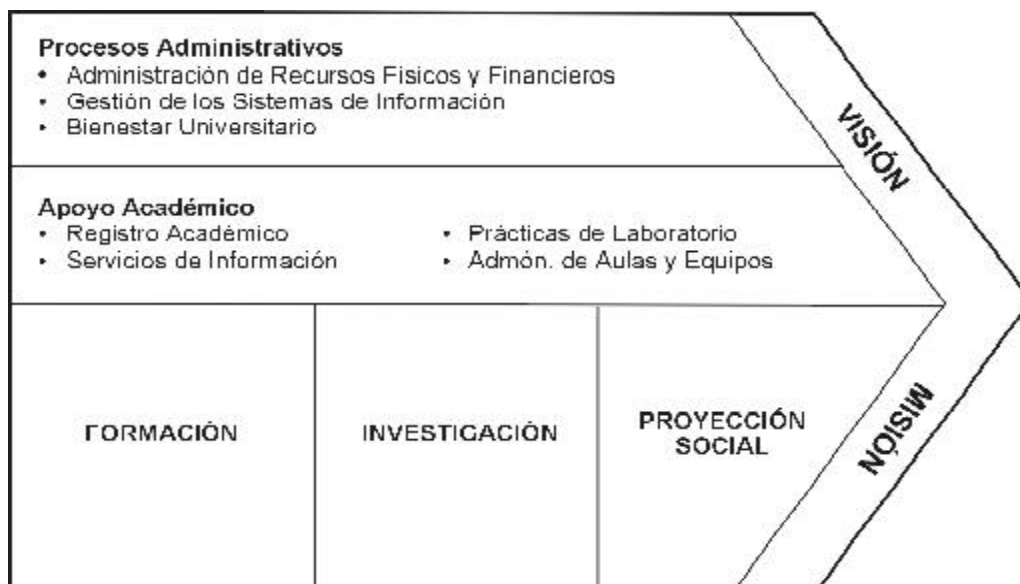 Procesos Administrativos
• Administración de Recursos Físicos y Financieros
• Gestión de los Sistemas de Información
• Bienestar Universitario
VISIÓN
Apoyo Académico
• Registro Académico
• Servicios de Información
• Prácticas de Laboratorio
• Admón. de Aulas y Equipos
FORMACIÓN
INVESTIGACIÓN
PROYECCIÓN
SOCIAL
MISIÓN